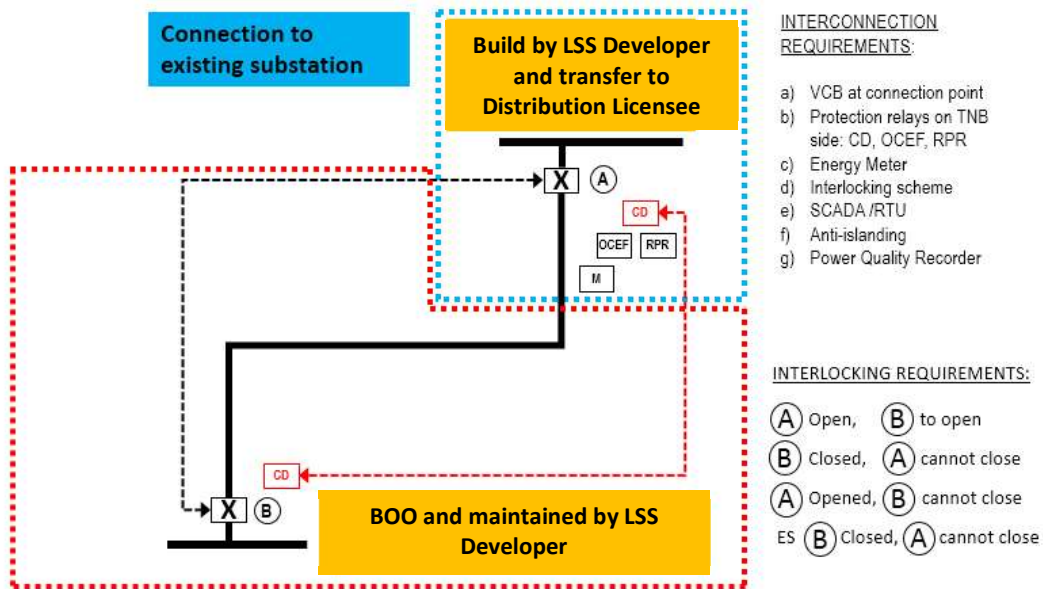 Connection to
existing substation
Build by LSS Developer
and transfer to
Distribution Licensee
X
A
CD
OCEF
RPR
M
CD
X
B
BOO and maintained by LSS
Developer
INTERCONNECTION
REQUIREMENTS:
a) VCB at connection point
b) Protection relays on TNB
side: CD, OCEF, RPR
c) Energy Meter
d) Interlocking scheme
e) SCADA /RTU
f) Anti-islanding
g) Power Quality Recorder
INTERLOCKING REQUIREMENTS:
A Open, B to open
B Closed, A cannot close
A Opened, B cannot close
ES B Closed, A cannot close